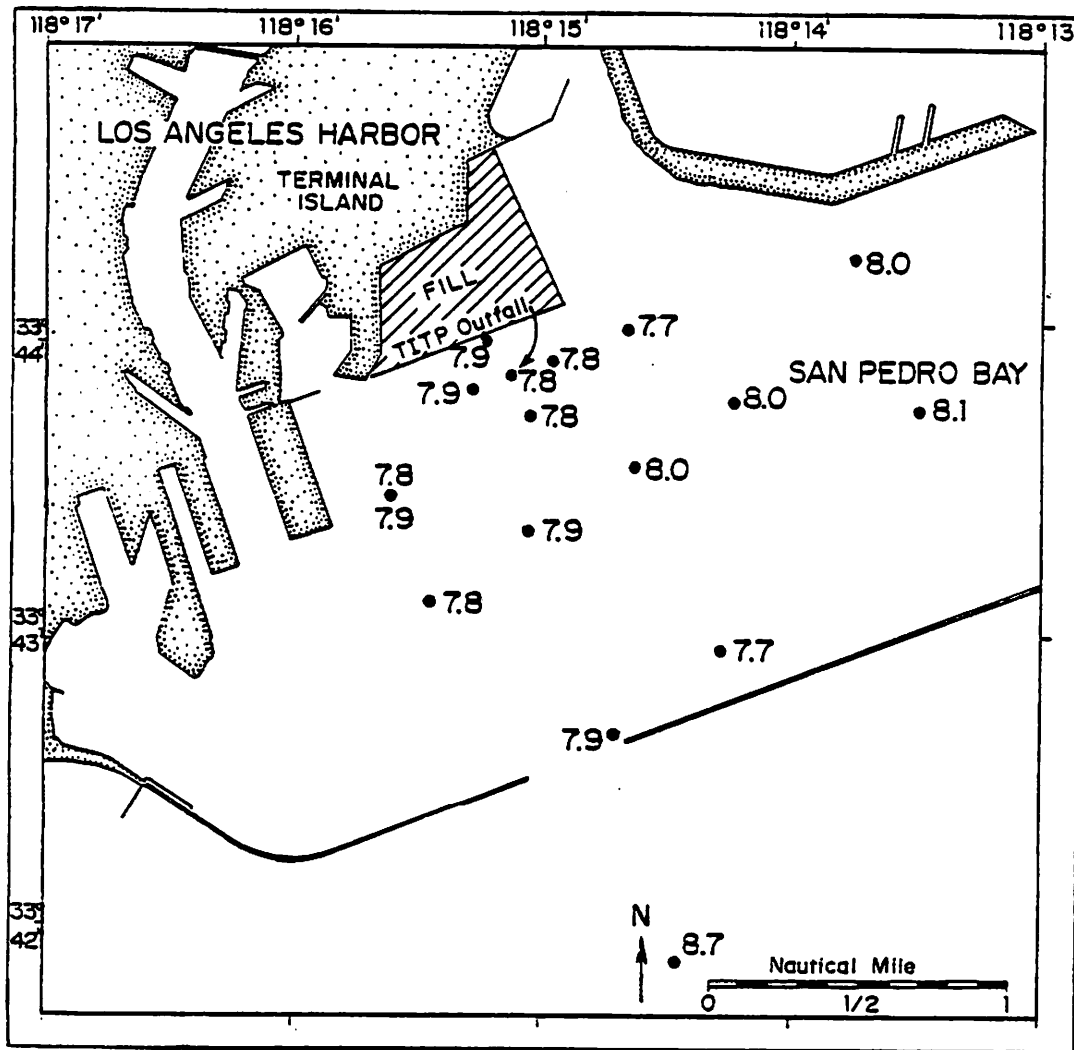 118°17' 118°16' 118°15' 118°14' 118°13
LOS ANGELES HARBOR
TERMINAL
ISLAND
FILL
TITP Outfall
33°
44'
8.0
7.7
7.9
7.8
7.8
7.9
7.8
SAN PEDRO BAY
8.0
8.1
8.0
7.8
7.9
7.9
7.8
33°
43'
7.7
7.9
33°
42'
N
8.7
Nautical Mile
0 1/2 1